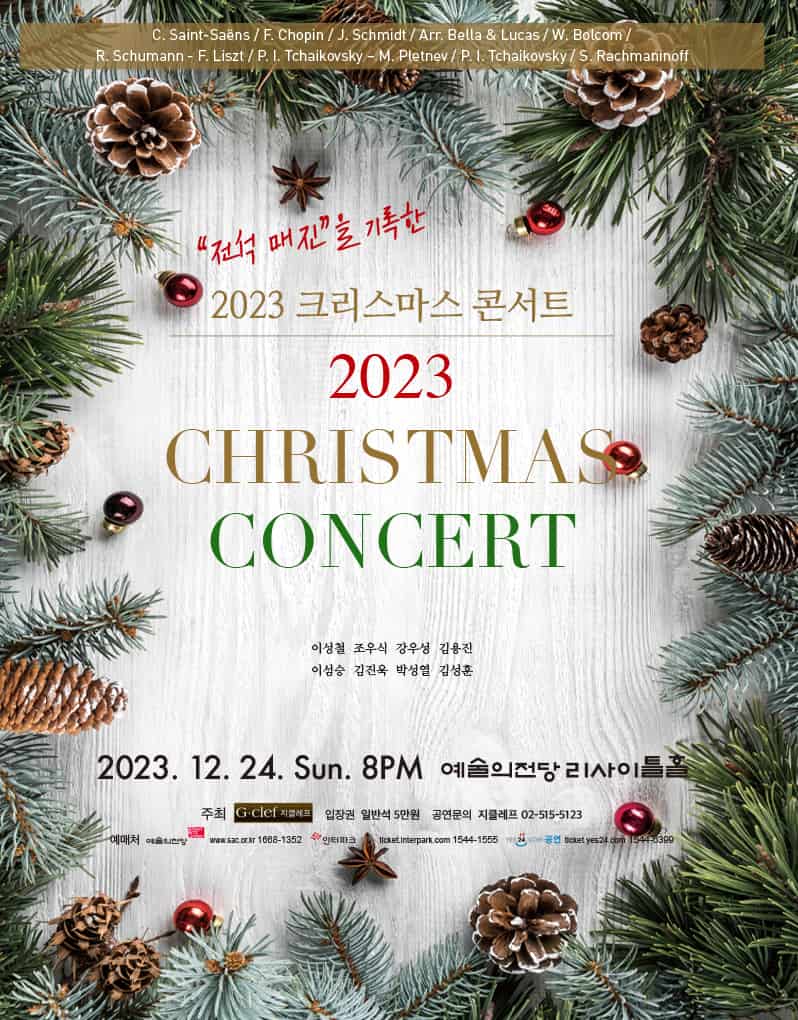 C. Saint-Saëns / F. Chopin / J. Schmidt / Arr. Bella & Lucas / W. Bolcom /
R. Schumann - F. Liszt / P. I. Tchaikovsky – M. Pletnev / P. I. Tchaikovsky / S. Rachmaninoff
“전석 매진”을 기록한
2023 크리스마스 콘서트
2023
CHRISTMAS
CONCERT
이성철 조우식 강우성 김용진
이섬승 김진욱 박성열 김성훈
2023. 12. 24. Sun. 8PM 예술의전당 리사이틀홀
주최 G·clef 지클레프 입장권 일반석 5만원 공연문의 지클레프 02-515-5123
예매처 예술의전당 www.sac.or.kr 1668-1352 인터파크 ticket.interpark.com 1544-1555 yes24 공연 ticket yes24.com 1544-6399